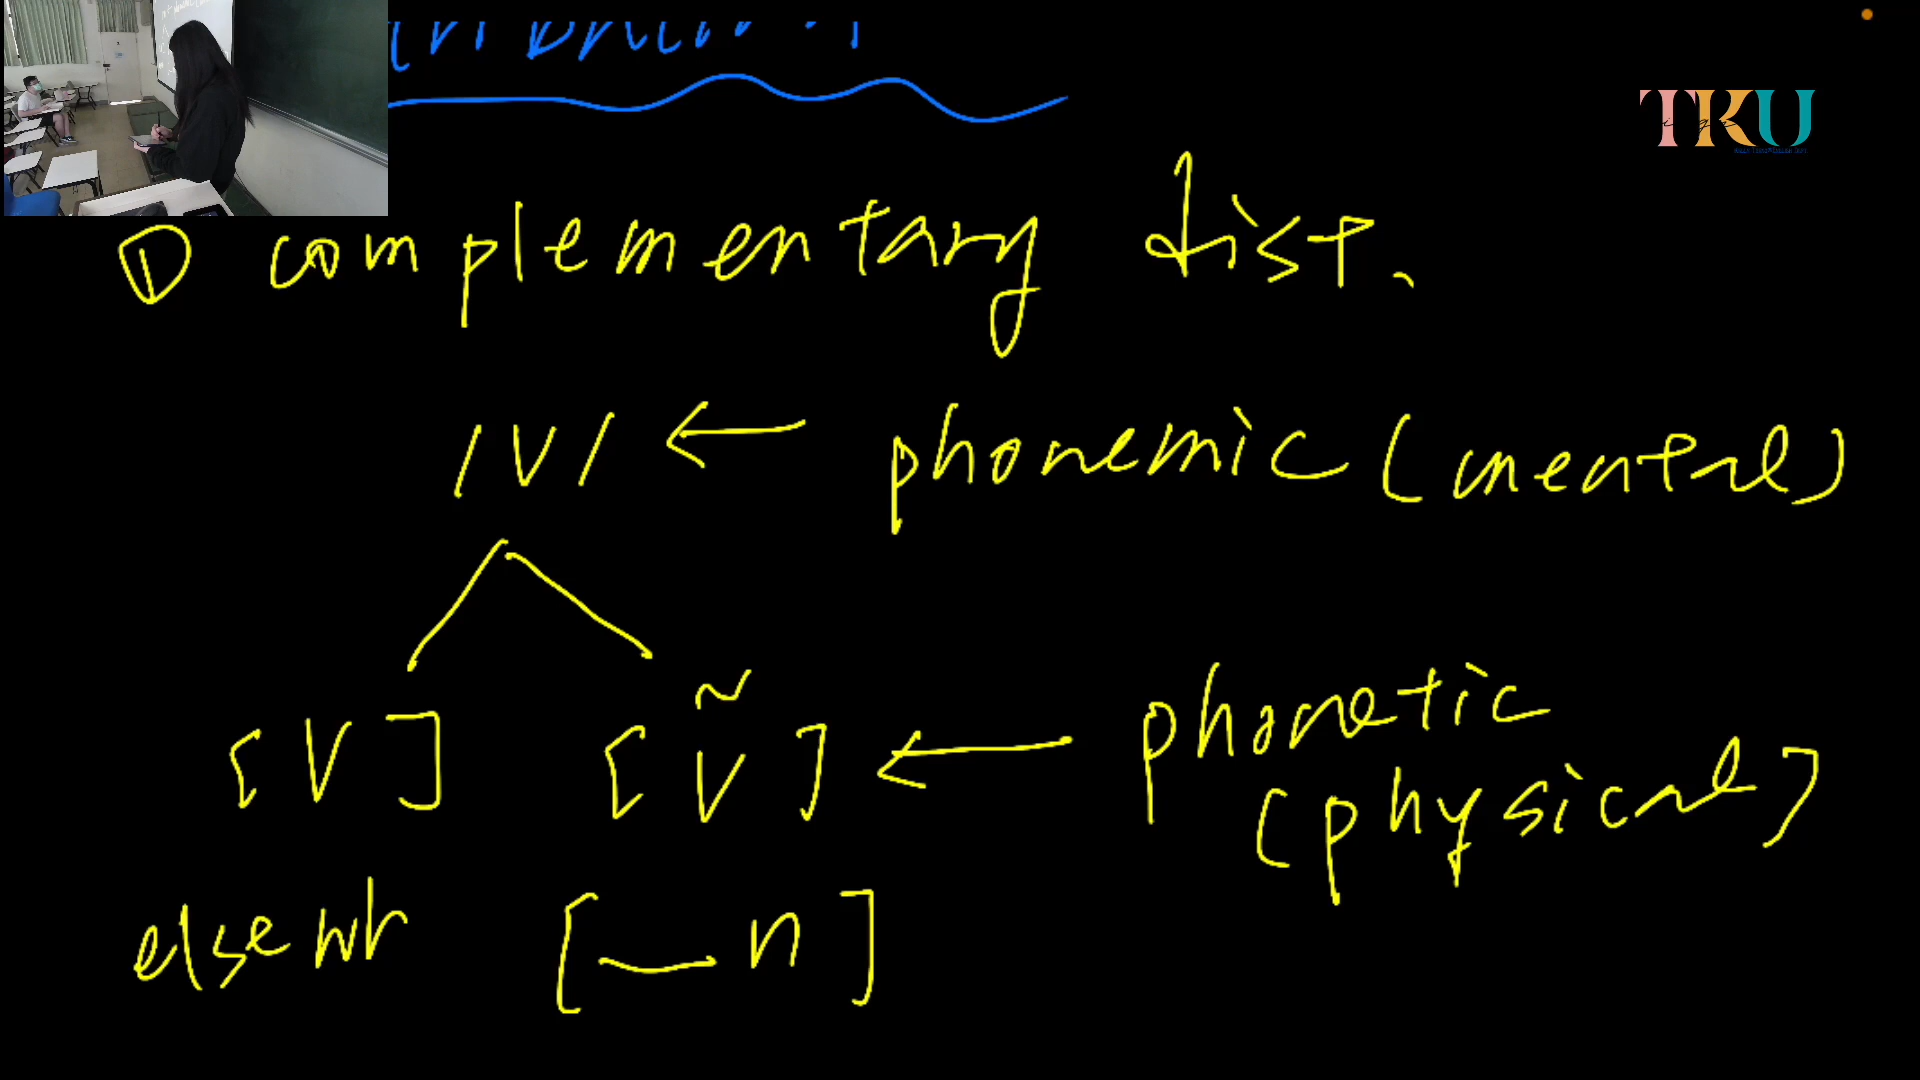 TKU
① complementary dist.
/V/ ← phonemic (mental)
[V] [Ṽ] ← phonetic
(physical)
elsewh [__n]